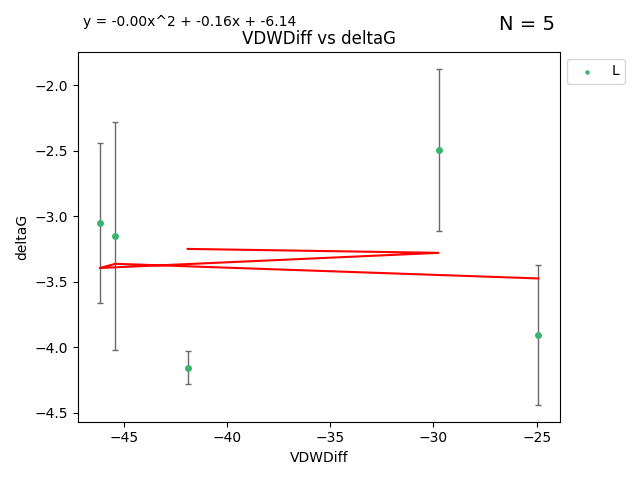 y = -0.00x^2 + -0.16x + -6.14
N = 5
VDWDiff vs deltaG
L
−2.0
−2.5
−3.0
−3.5
−4.0
−4.5
deltaG
−45
−40
−35
−30
−25
VDWDiff